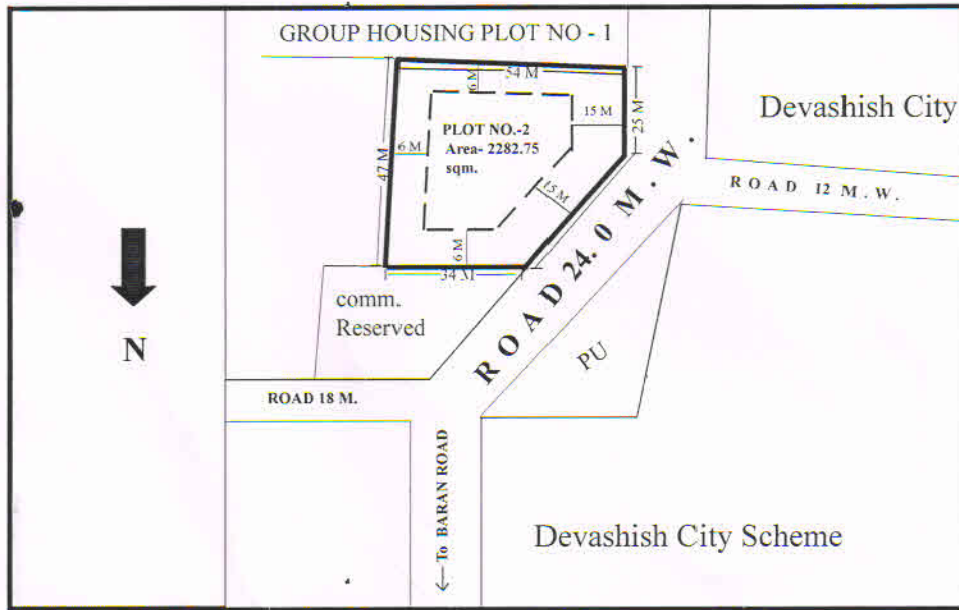 GROUP HOUSING PLOT NO - 1
54 M
6 M
15 M
25 M
PLOT NO.-2
Area- 2282.75
sqm.
6 M
47 M
15 M
6 M
34 M
Devashish City
ROAD 12 M.W.
ROAD 24.0 M.W.
comm.
Reserved
PU
N
ROAD 18 M.
To BARAN ROAD
Devashish City Scheme